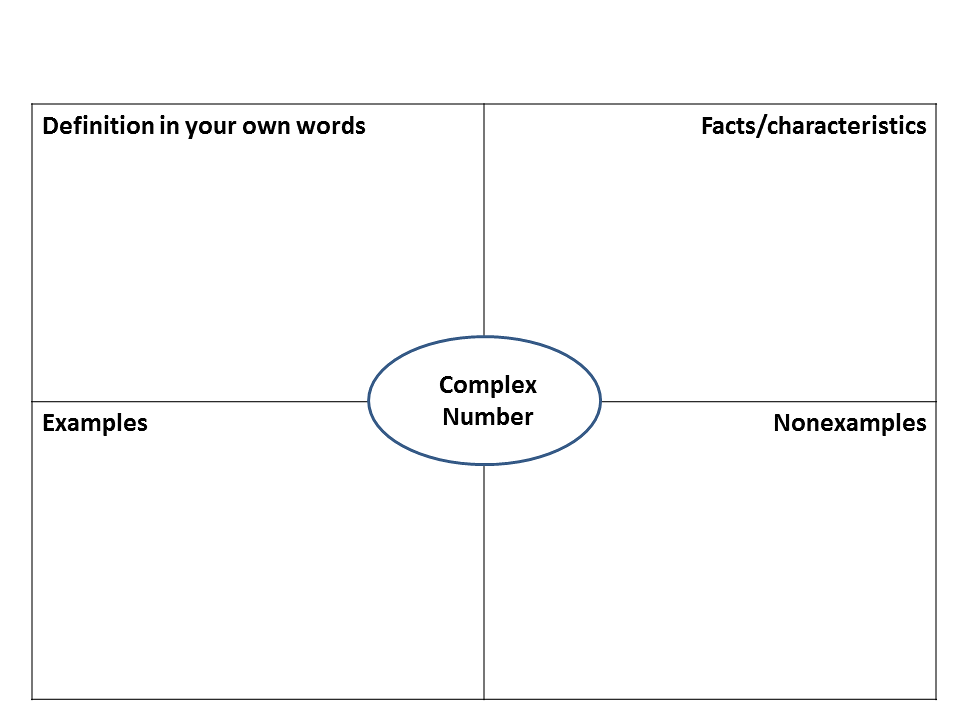 Definition in your own words
Facts/characteristics
Complex
Number
Examples
Nonexamples